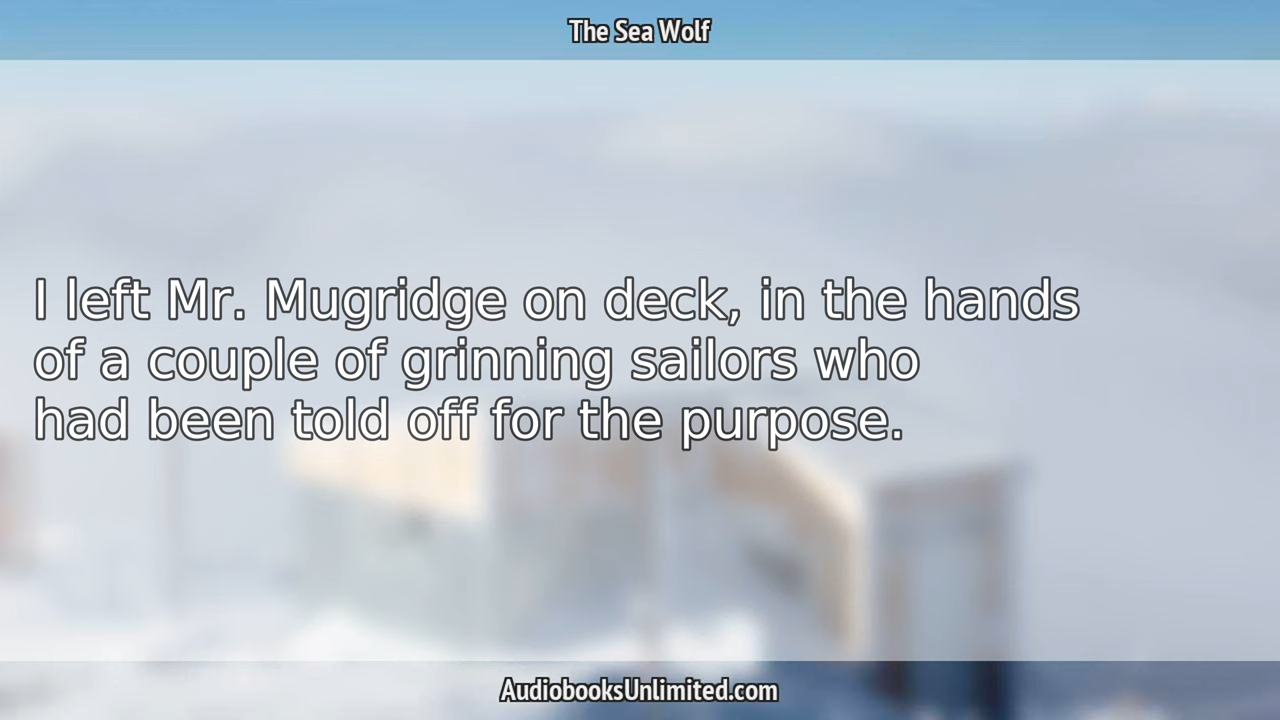 The Sea Wolf
I left Mr. Mugridge on deck, in the hands
of a couple of grinning sailors who
had been told off for the purpose.
AudiobooksUnlimited.com